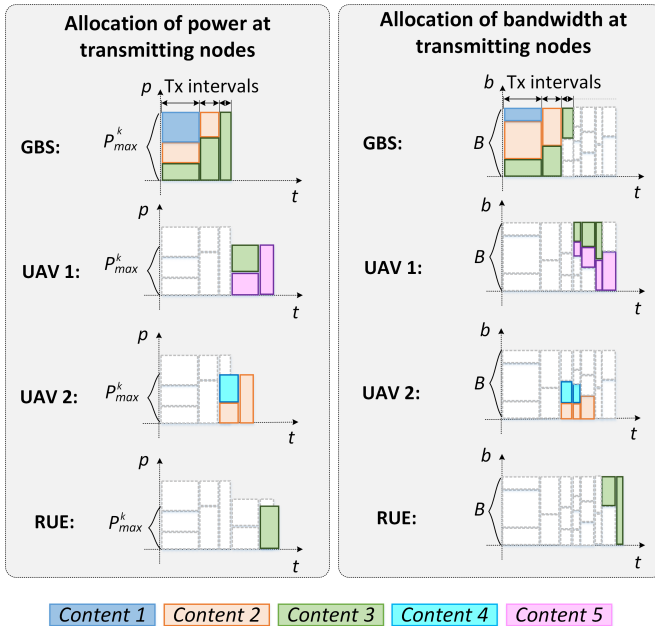 Allocation of power at
transmitting nodes
p
Tx intervals
GBS:
P^k_max
t
p
UAV 1:
P^k_max
t
p
UAV 2:
P^k_max
t
p
RUE:
P^k_max
t
Allocation of bandwidth at
transmitting nodes
b
Tx intervals
GBS:
B
t
b
UAV 1:
B
t
b
UAV 2:
B
t
b
RUE:
B
t
Content 1 Content 2 Content 3 Content 4 Content 5